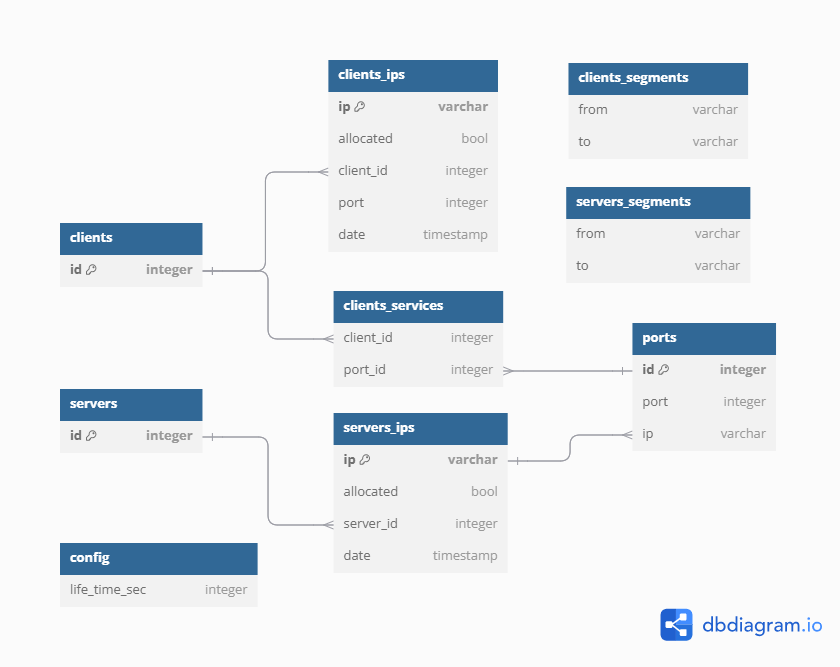 clients_ips
ip varchar
allocated bool
client_id integer
port integer
date timestamp
clients_segments
from varchar
to varchar
servers_segments
from varchar
to varchar
clients
id integer
clients_services
client_id integer
port_id integer
ports
id integer
port integer
ip varchar
servers
id integer
servers_ips
ip varchar
allocated bool
server_id integer
date timestamp
config
life_time_sec integer
dbdiagram.io